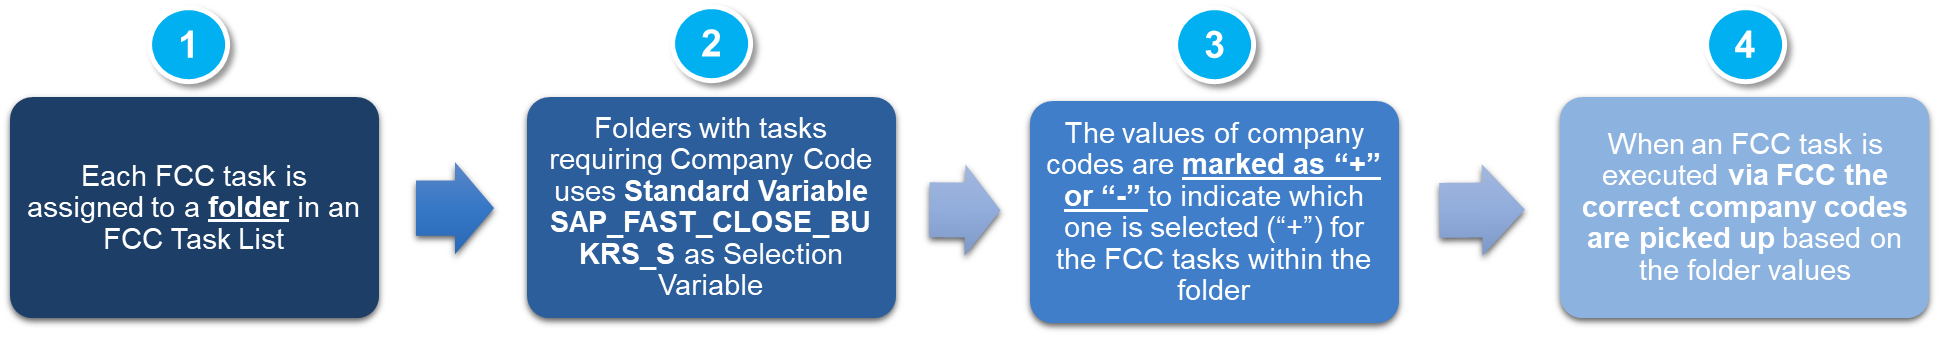 1
Each FCC task is
assigned to a folder in an
FCC Task List
2
Folders with tasks
requiring Company Code
uses Standard Variable
SAP_FAST_CLOSE_BU
KRS_S as Selection
Variable
3
The values of company
codes are marked as “+”
or “-” to indicate which
one is selected (“+”) for
the FCC tasks within the
folder
4
When an FCC task is
executed via FCC the
correct company codes
are picked up based on
the folder values